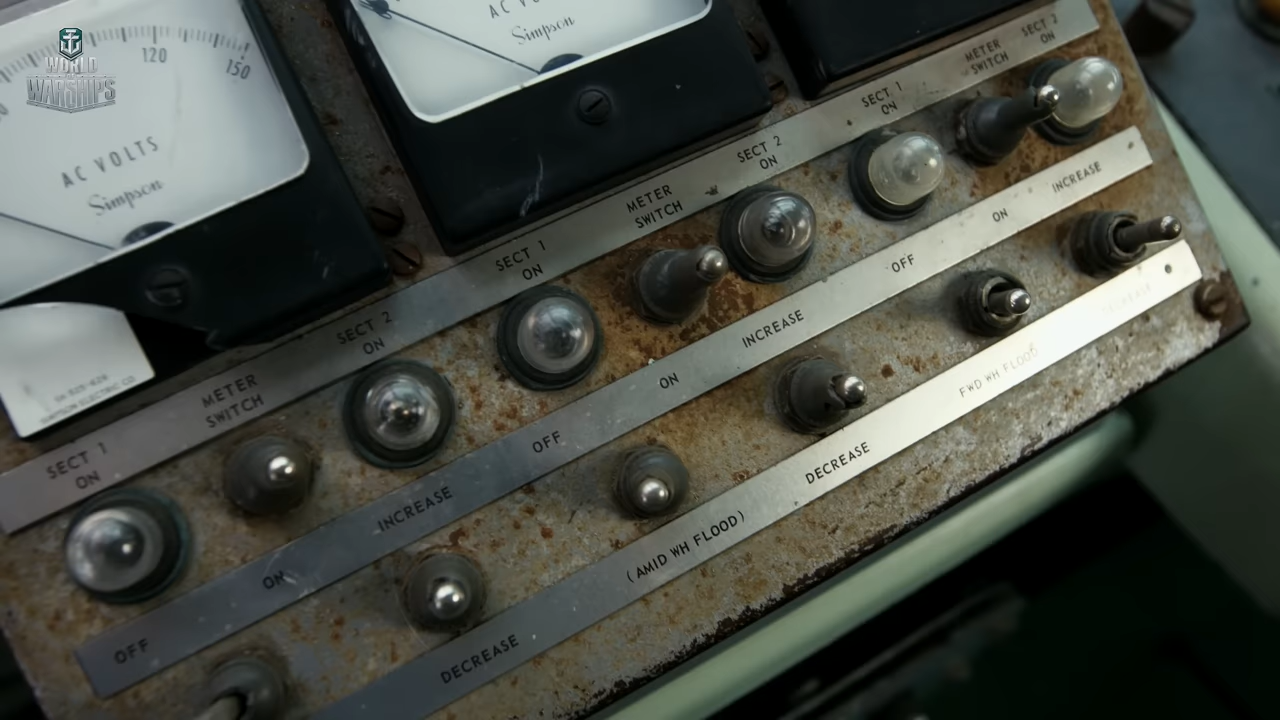 WORLD
WARSHIPS
120
150
AC VOLTS
Simpson
AC VOLTS
Simpson
SECT 1
ON
METER
SWITCH
SECT 2
ON
SECT 1
ON
METER
SWITCH
SECT 2
ON
SECT 1
ON
METER
SWITCH
SECT 2
ON
OFF
ON
INCREASE
OFF
ON
INCREASE
OFF
ON
INCREASE
DECREASE
(AMID WH FLOOD)
DECREASE
FWD WH FLOOD
DECREASE